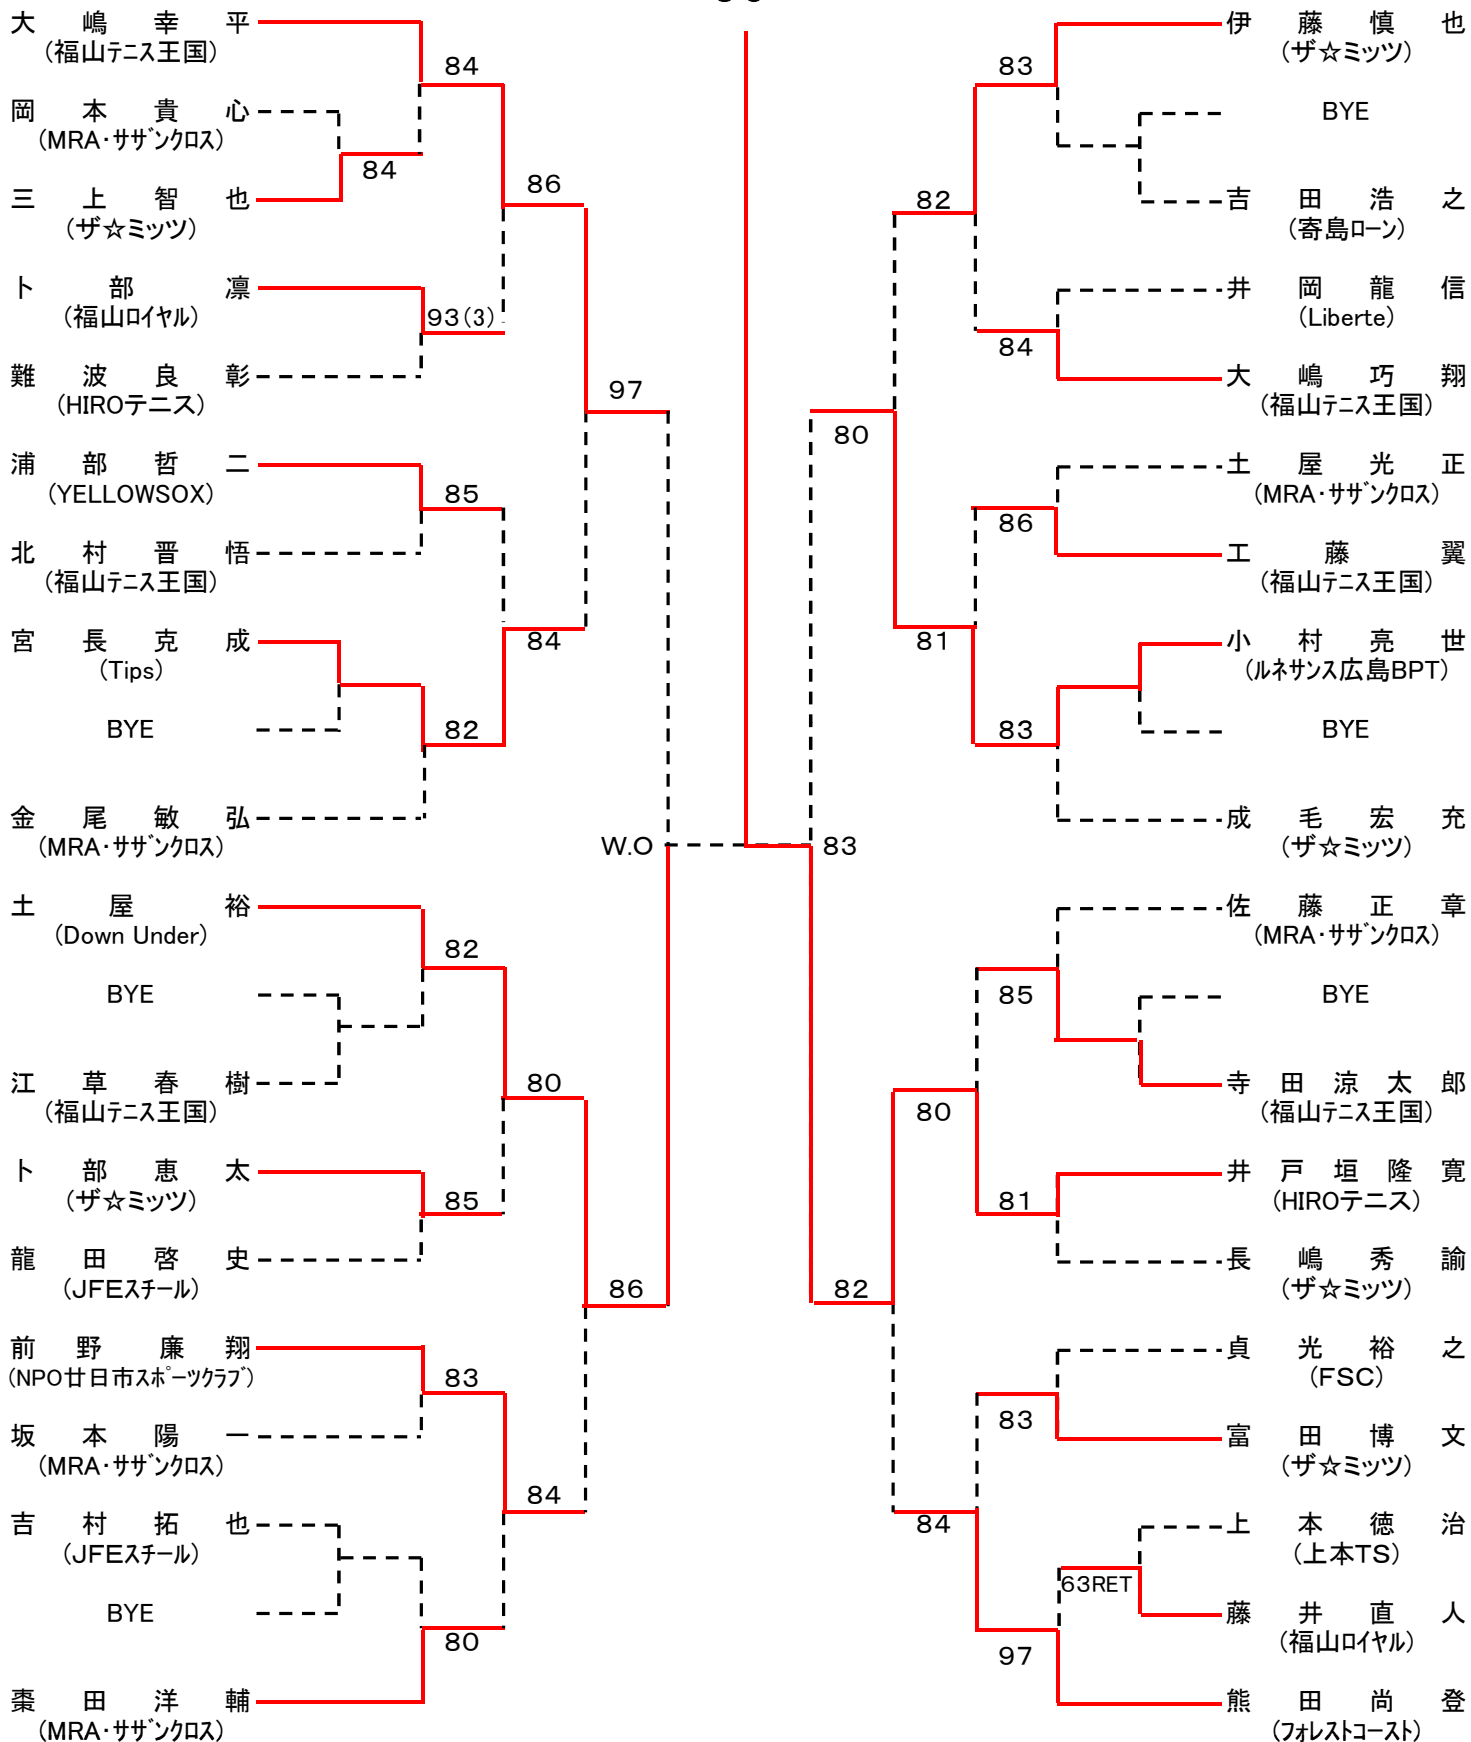 大嶋幸平
(福山テニス王国)
84
岡本貴心
(MRA・サザンクロス)
84
三上智也
(ザ☆ミッツ)
86
卜部凛
(福山ロイヤル)
93(3)
難波良彰
(HIROテニス)
97
浦部哲二
(YELLOWSOX)
85
北村晋悟
(福山テニス王国)
84
宮長克成
(Tips)
BYE
82
金尾敏弘
(MRA・サザンクロス)
W.O
土屋裕
(Down Under)
82
BYE
江草春樹
(福山テニス王国)
80
卜部恵太
(ザ☆ミッツ)
85
龍田啓史
(JFEスチール)
86
前野廉翔
(NPO廿日市スポーツクラブ)
83
坂本陽一
(MRA・サザンクロス)
84
吉村拓也
(JFEスチール)
BYE
80
棗田洋輔
(MRA・サザンクロス)
伊藤慎也
(ザ☆ミッツ)
83
BYE
吉田浩之
(寄島ローン)
82
井岡龍信
(Liberte)
84
大嶋巧翔
(福山テニス王国)
80
土屋光正
(MRA・サザンクロス)
86
工藤翼
(福山テニス王国)
81
小村亮世
(ルネサンス広島BPT)
83
BYE
成毛宏充
(ザ☆ミッツ)
83
佐藤正章
(MRA・サザンクロス)
85
BYE
寺田涼太郎
(福山テニス王国)
80
井戸垣隆寛
(HIROテニス)
81
長嶋秀諭
(ザ☆ミッツ)
82
貞光裕之
(FSC)
83
富田博文
(ザ☆ミッツ)
84
上本徳治
(上本TS)
63RET
藤井直人
(福山ロイヤル)
97
熊田尚登
(フォレストコースト)